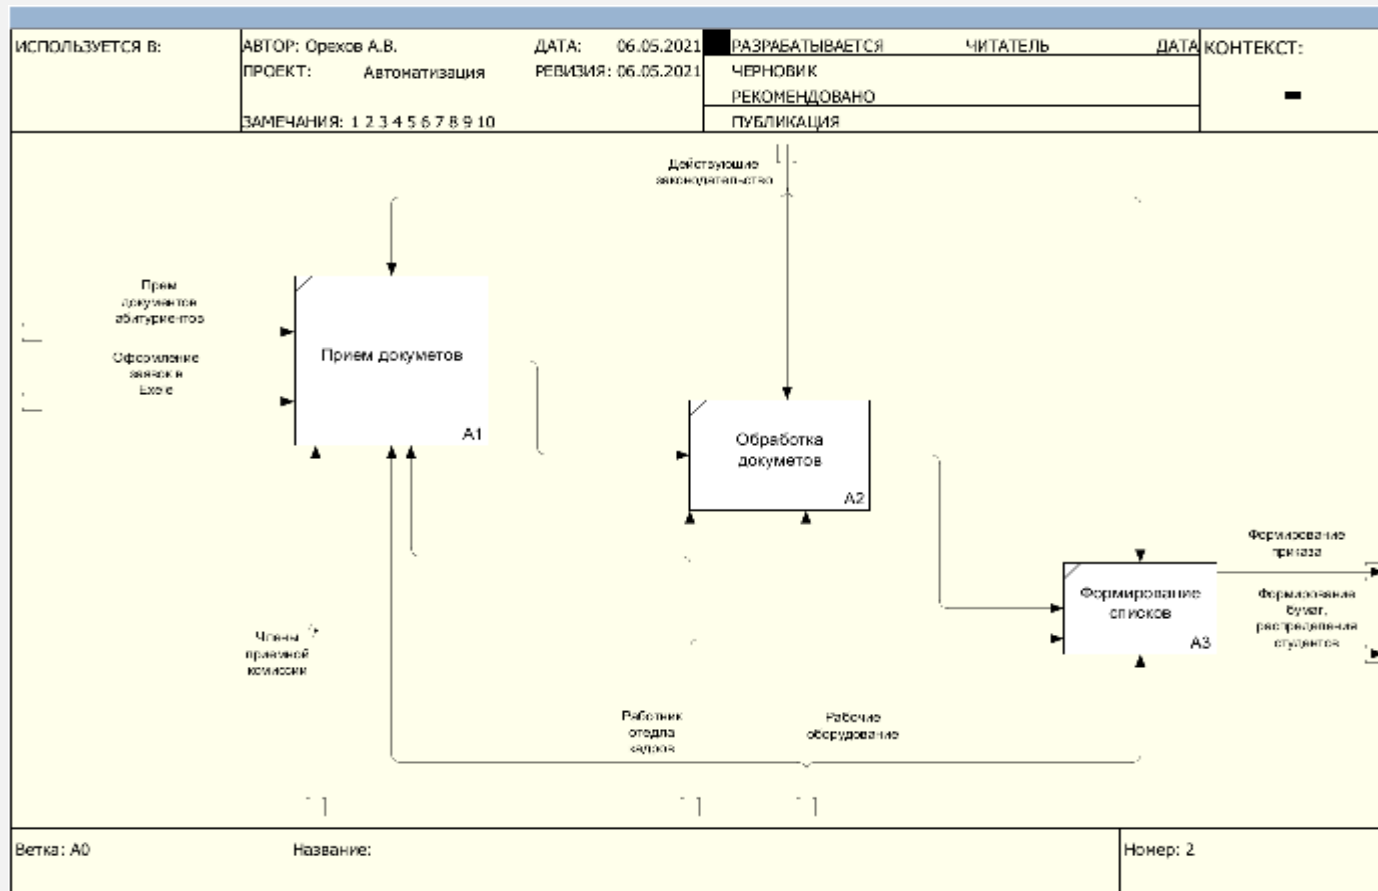 ИСПОЛЬЗУЕТСЯ В:
АВТОР: Орехов А.В.
ДАТА: 06.05.2021
РАЗРАБАТЫВАЕТСЯ
ЧИТАТЕЛЬ
ДАТА
КОНТЕКСТ:
ПРОЕКТ: Автоматизация
РЕВИЗИЯ: 06.05.2021
ЧЕРНОВИК
РЕКОМЕНДОВАНО
ЗАМЕЧАНИЯ: 1 2 3 4 5 6 7 8 9 10
ПУБЛИКАЦИЯ
Действующие
законодательство
Прем
документов
абитуриентов
Оформление
заявок в
Прием докуметов
A1
Обработка
докуметов
A2
Формирование
приказа
Формирование
списков
A3
Формирование
бумаг,
распределения
студентов
Члены
приемной
комиссии
Работник
отедла
кадров
Рабочие
оборудование
Ветка: A0
Название:
Номер: 2